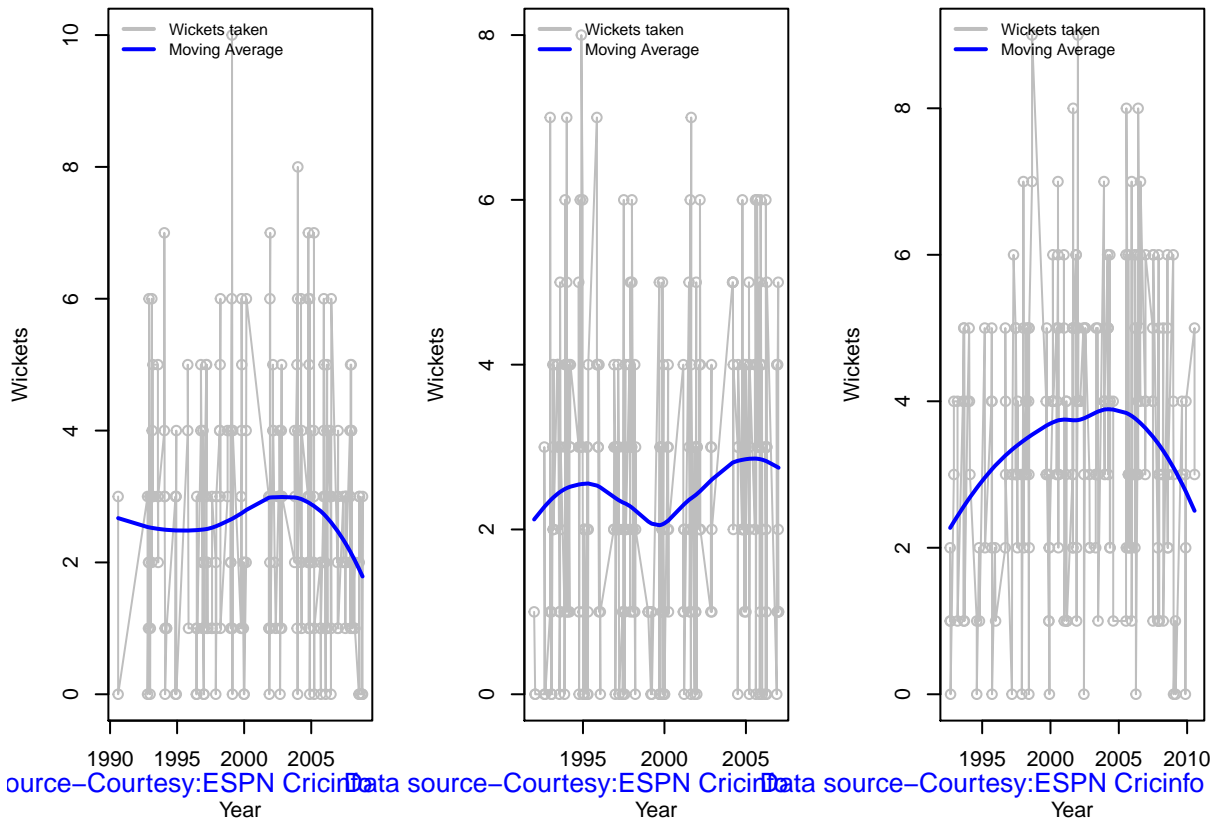 Wickets taken
Moving Average
10
8
6
4
2
0
Wickets
1990 1995 2000 2005
ource−Courtesy:ESPN Cricinfo
Year
Wickets taken
Moving Average
8
6
4
2
0
Wickets
1995 2000 2005
Data source−Courtesy:ESPN Cricinfo
Year
Wickets taken
Moving Average
8
6
4
2
0
Wickets
1995 2000 2005 2010
Data source−Courtesy:ESPN Cricinfo
Year